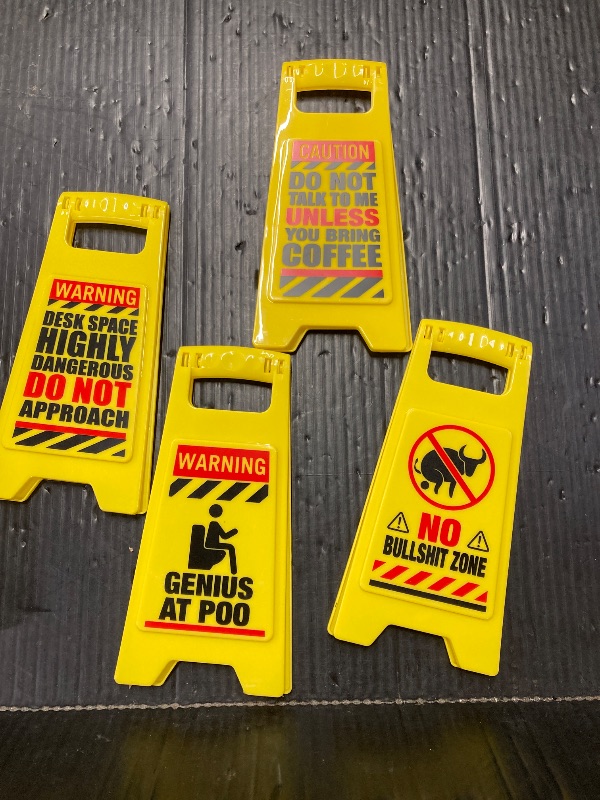 CAUTION
DO NOT
TALK TO ME
UNLESS
YOU BRING
COFFEE
WARNING
DESK SPACE
HIGHLY
DANGEROUS
DO NOT
APPROACH
WARNING
GENIUS
AT POO
NO
BULLSHIT ZONE